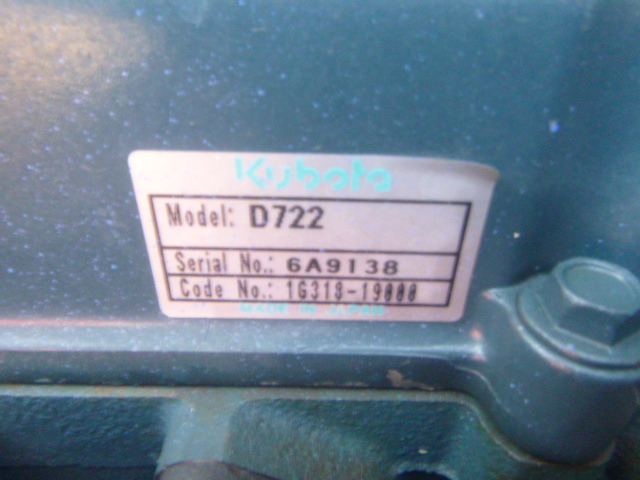 Kubota
Model: D722
Serial No.: 6A9138
Code No.: 1G318-19000
MADE IN JAPAN